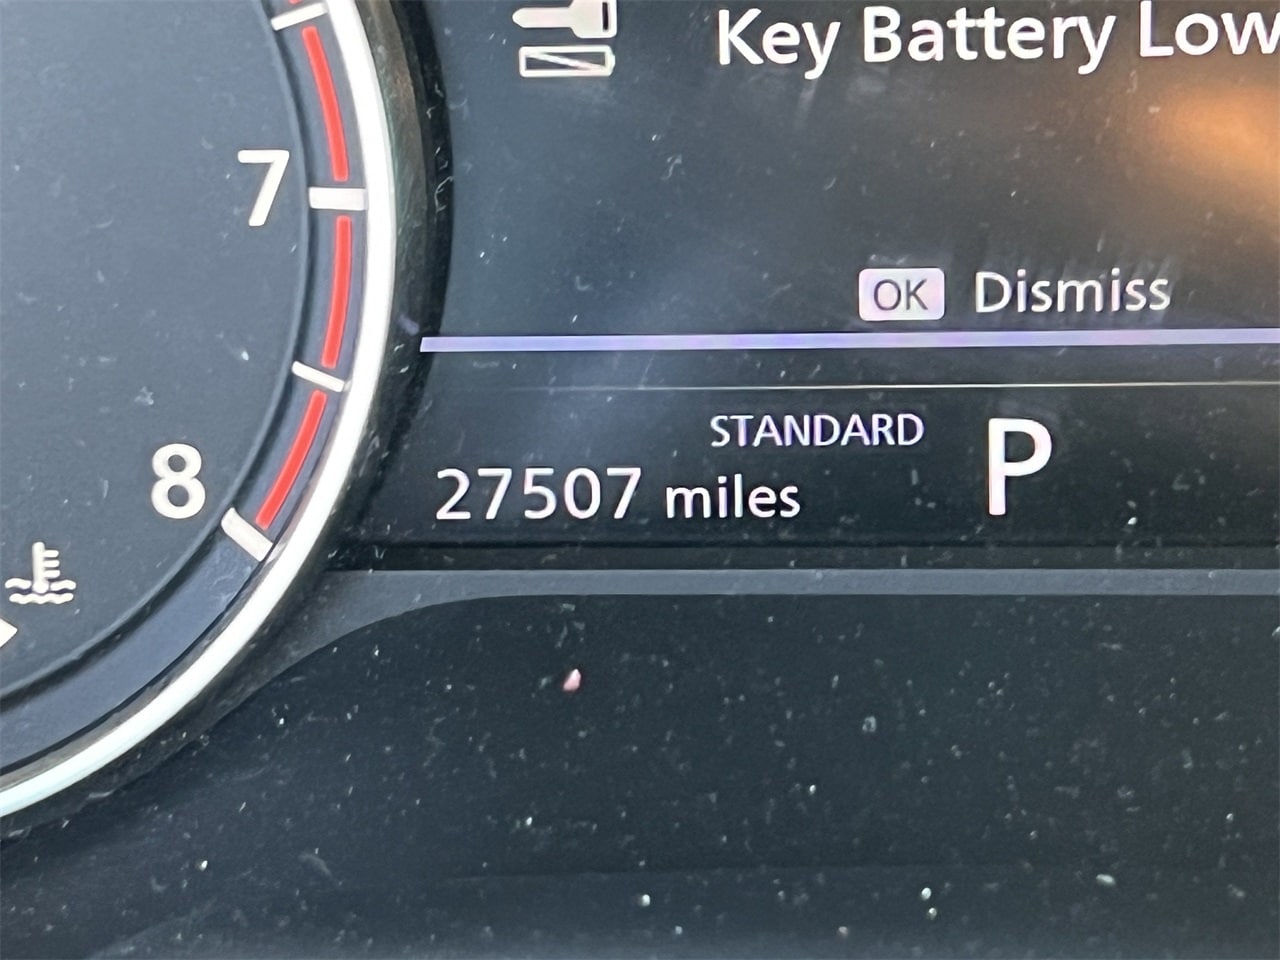 Key Battery Low
7
OK Dismiss
STANDARD
P
8
27507 miles